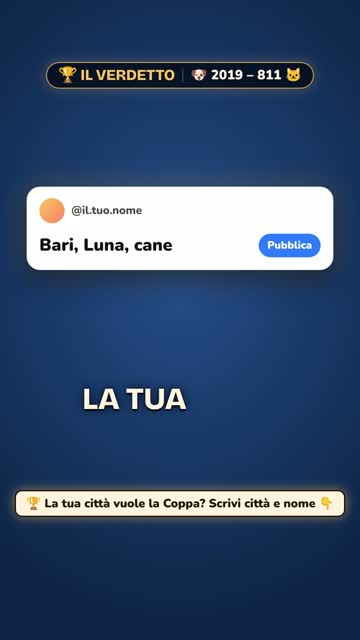 🏆 IL VERDETTO | 🐶 2019 – 811 🐱
@il.tuo.nome
Bari, Luna, cane
Pubblica
LA TUA
🏆 La tua città vuole la Coppa? Scrivi città e nome 👇